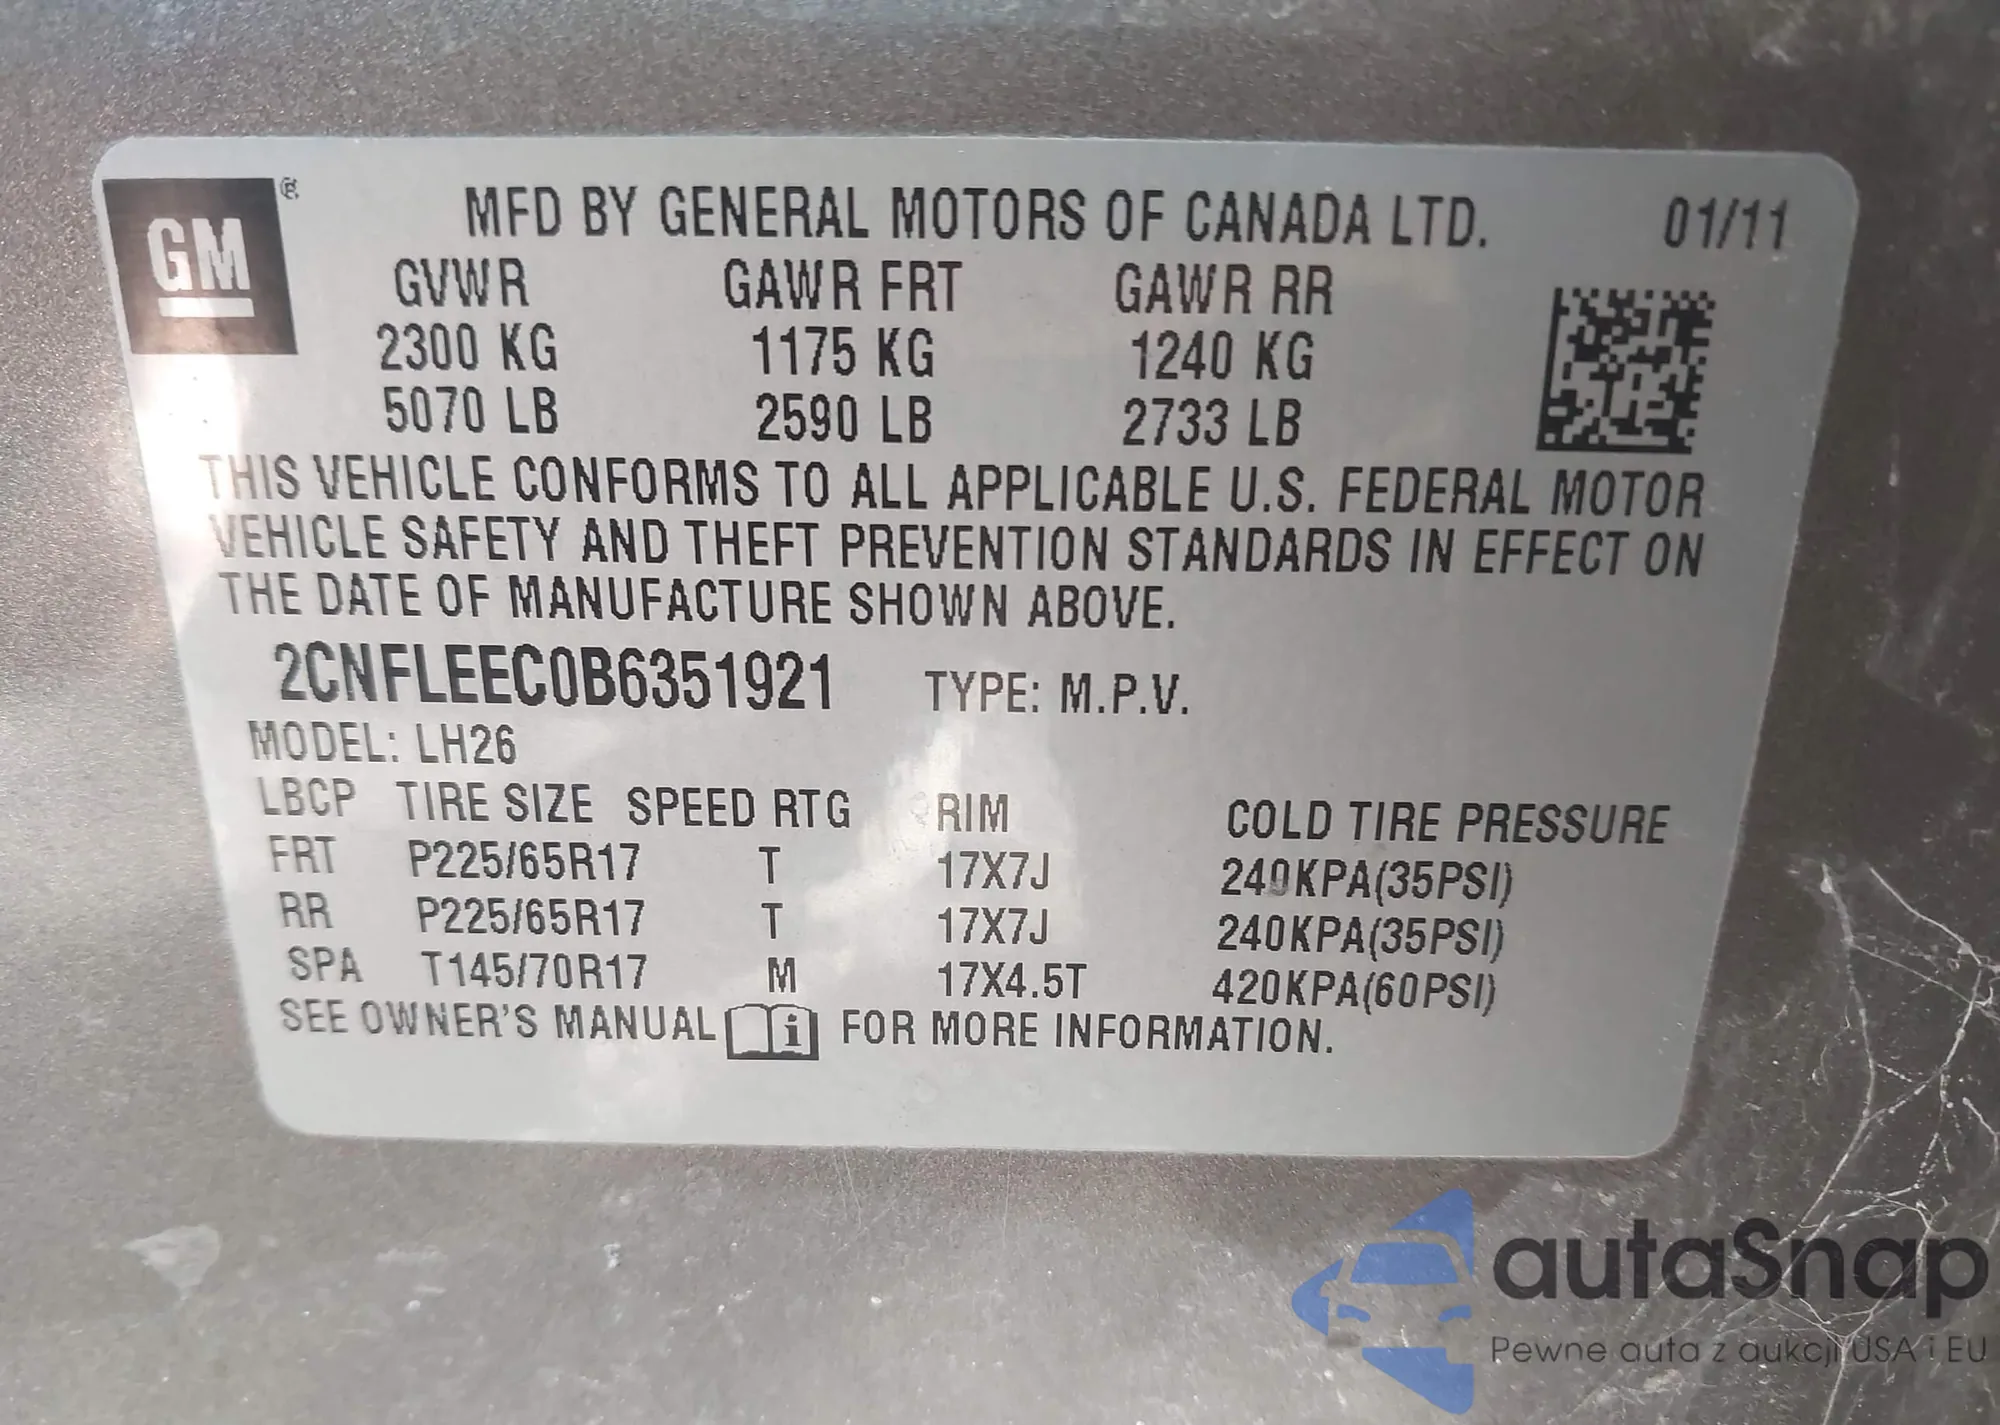 GM ®
MFD BY GENERAL MOTORS OF CANADA LTD. 01/11
GVWR GAWR FRT GAWR RR
2300 KG 1175 KG 1240 KG
5070 LB 2590 LB 2733 LB
THIS VEHICLE CONFORMS TO ALL APPLICABLE U.S. FEDERAL MOTOR
VEHICLE SAFETY AND THEFT PREVENTION STANDARDS IN EFFECT ON
THE DATE OF MANUFACTURE SHOWN ABOVE.
2CNFLEEC0B6351921 TYPE: M.P.V.
MODEL: LH26
LBCP TIRE SIZE SPEED RTG RIM COLD TIRE PRESSURE
FRT P225/65R17 T 17X7J 240KPA(35PSI)
RR P225/65R17 T 17X7J 240KPA(35PSI)
SPA T145/70R17 M 17X4.5T 420KPA(60PSI)
SEE OWNER'S MANUAL i FOR MORE INFORMATION.
autaSnap
Pewne auta z aukcji USA i EU